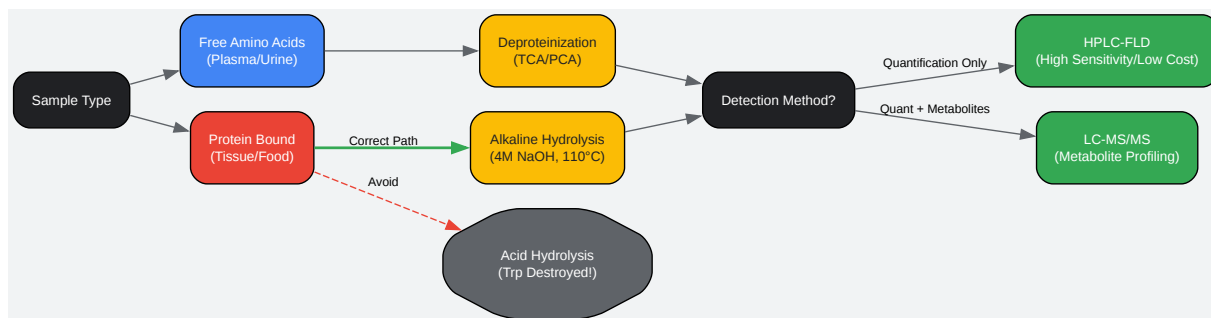 Free Amino Acids
(Plasma/Urine)
Deproteinization
(TCA/PCA)
HPLC-FLD
(High Sensitivity/Low Cost)
Quantification Only
Sample Type
Detection Method?
Quant + Metabolites
Protein Bound
(Tissue/Food)
Correct Path
Alkaline Hydrolysis
(4M NaOH, 110°C)
LC-MS/MS
(Metabolite Profiling)
Avoid
Acid Hydrolysis
(Trp Destroyed!)